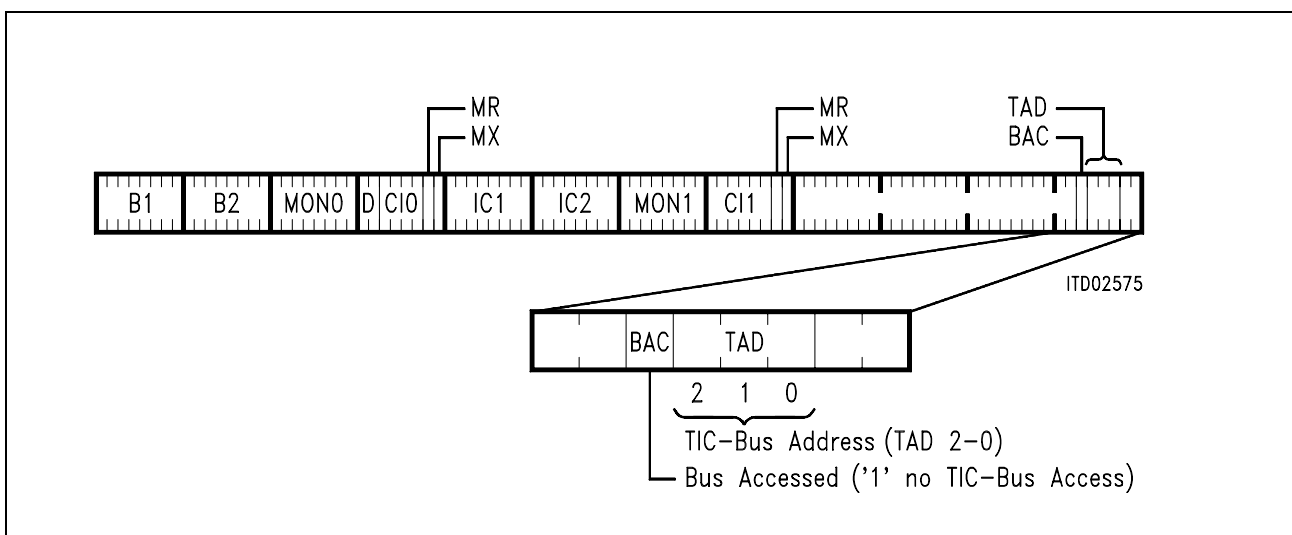 MR MR TAD
MX MX BAC
B1 B2 MON0 D CI0 IC1 IC2 MON1 CI1
ITD02575
BAC TAD
2 1 0
TIC-Bus Address (TAD 2-0)
Bus Accessed ('1' no TIC-Bus Access)